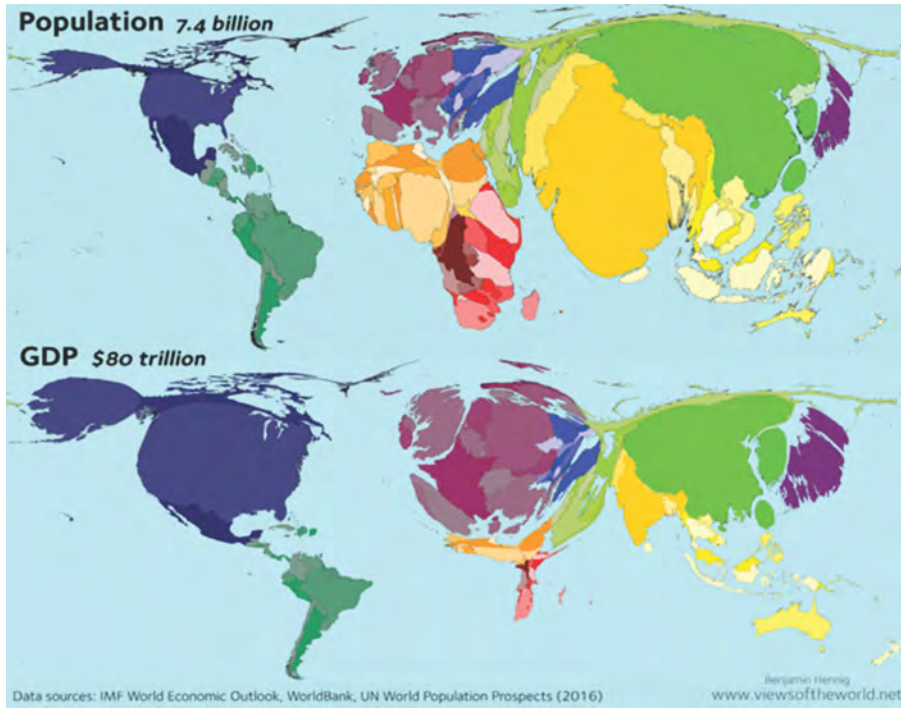 Population 7.4 billion
GDP $80 trillion
Benjamin Hennig
Data sources: IMF World Economic Outlook, WorldBank, UN World Population Prospects (2016)
www.viewsoftheworld.net